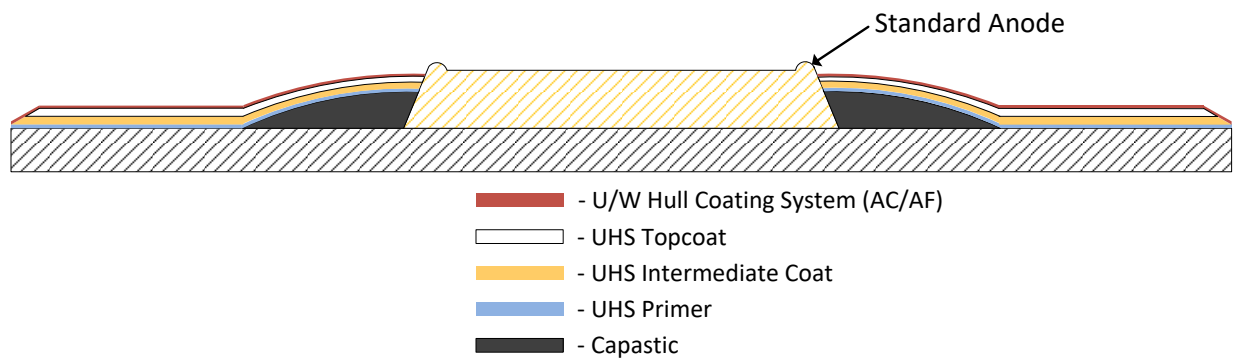 Standard Anode
- U/W Hull Coating System (AC/AF)
- UHS Topcoat
- UHS Intermediate Coat
- UHS Primer
- Capastic